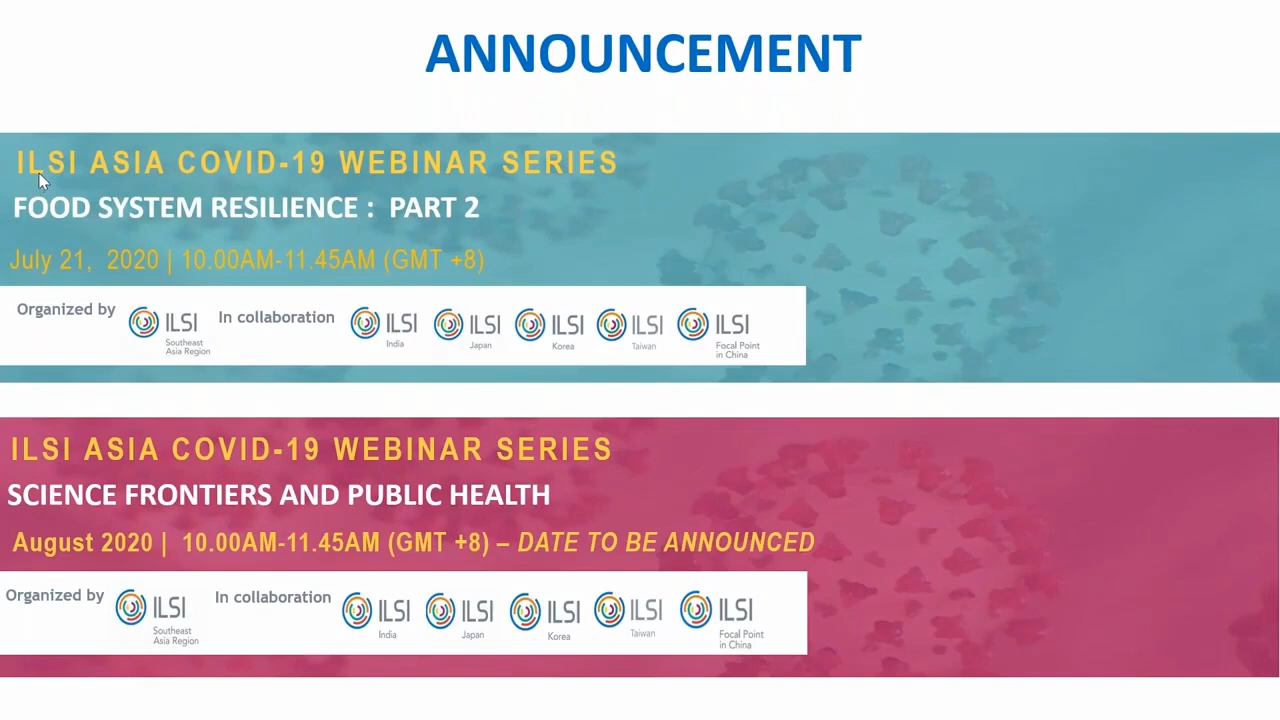 ANNOUNCEMENT
ILSI ASIA COVID-19 WEBINAR SERIES
FOOD SYSTEM RESILIENCE : PART 2
July 21, 2020 | 10.00AM-11.45AM (GMT +8)
Organized by ILSI Southeast Asia Region In collaboration ILSI India ILSI Japan ILSI Korea ILSI Taiwan ILSI Focal Point in China
ILSI ASIA COVID-19 WEBINAR SERIES
SCIENCE FRONTIERS AND PUBLIC HEALTH
August 2020 | 10.00AM-11.45AM (GMT +8) – DATE TO BE ANNOUNCED
Organized by ILSI Southeast Asia Region In collaboration ILSI India ILSI Japan ILSI Korea ILSI Taiwan ILSI Focal Point in China